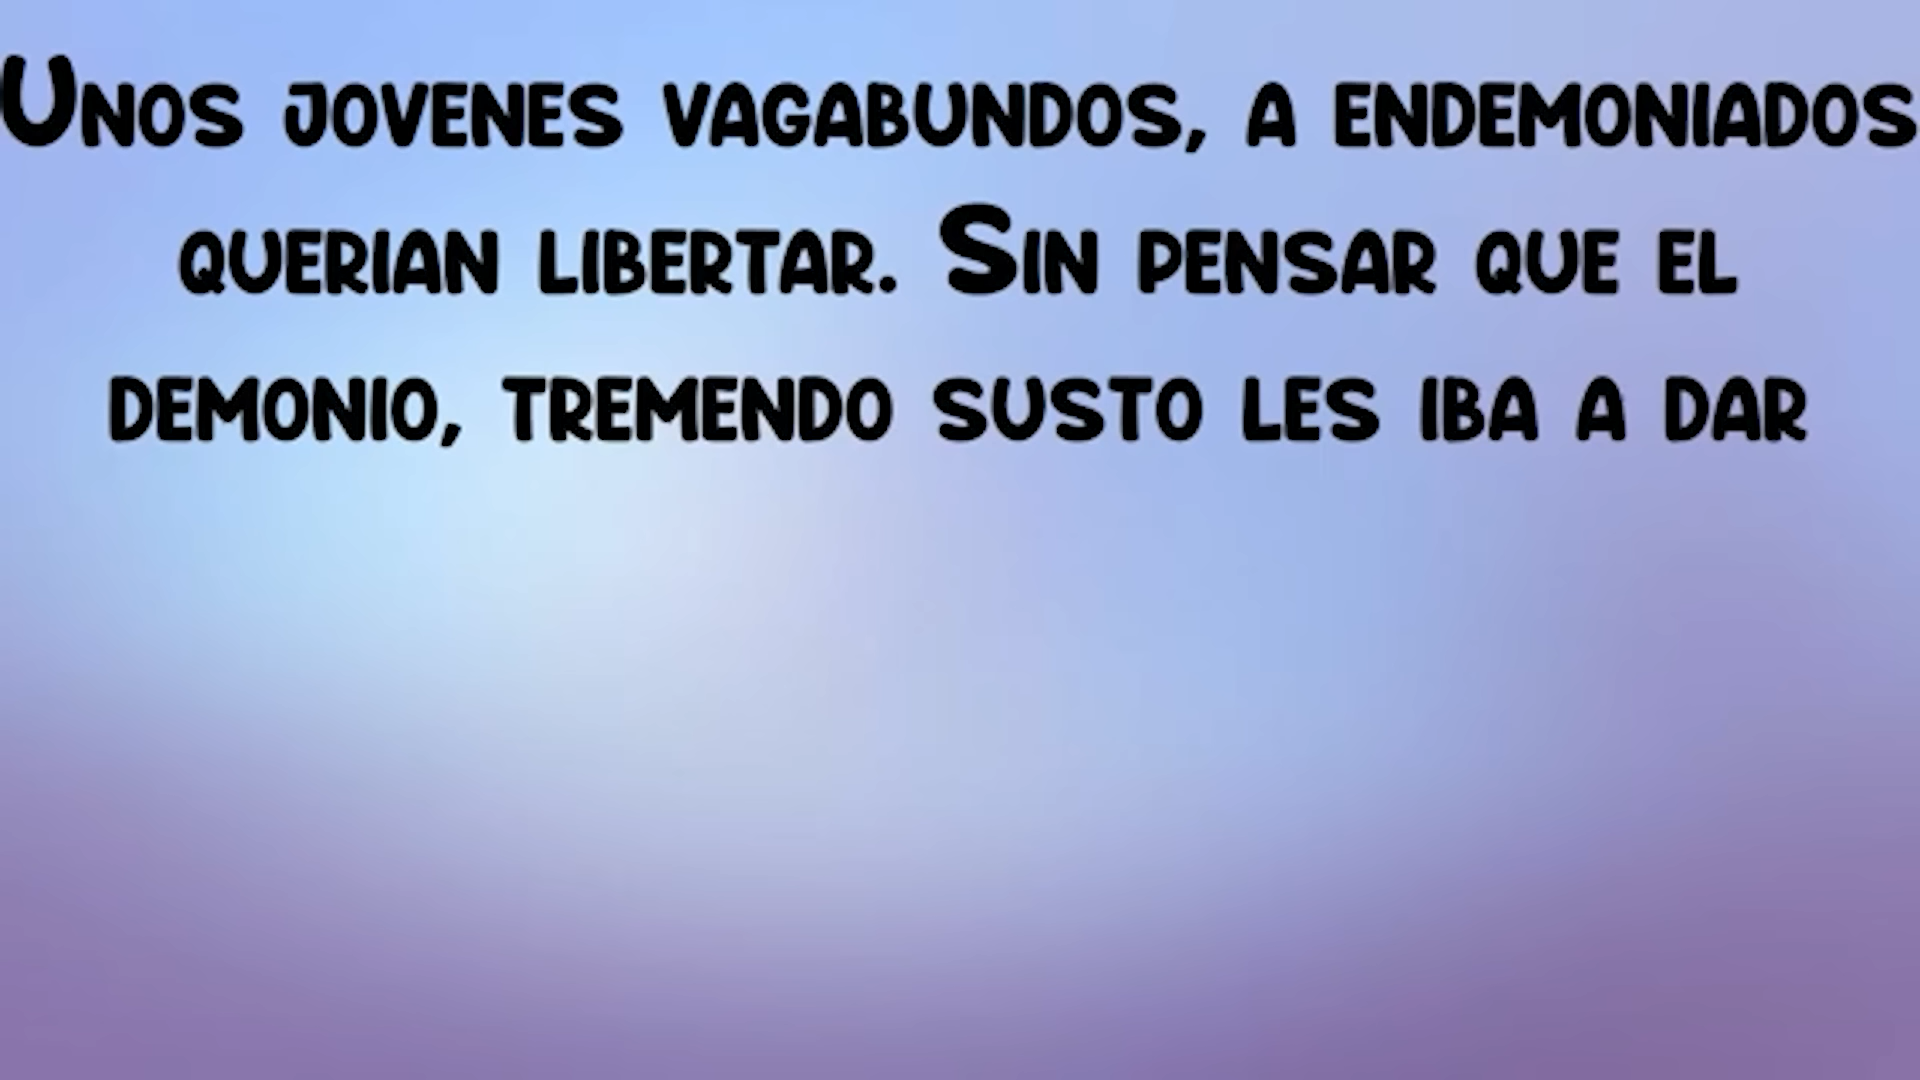 Unos jovenes vagabundos, a endemoniados
querian libertar. Sin pensar que el
demonio, tremendo susto les iba a dar